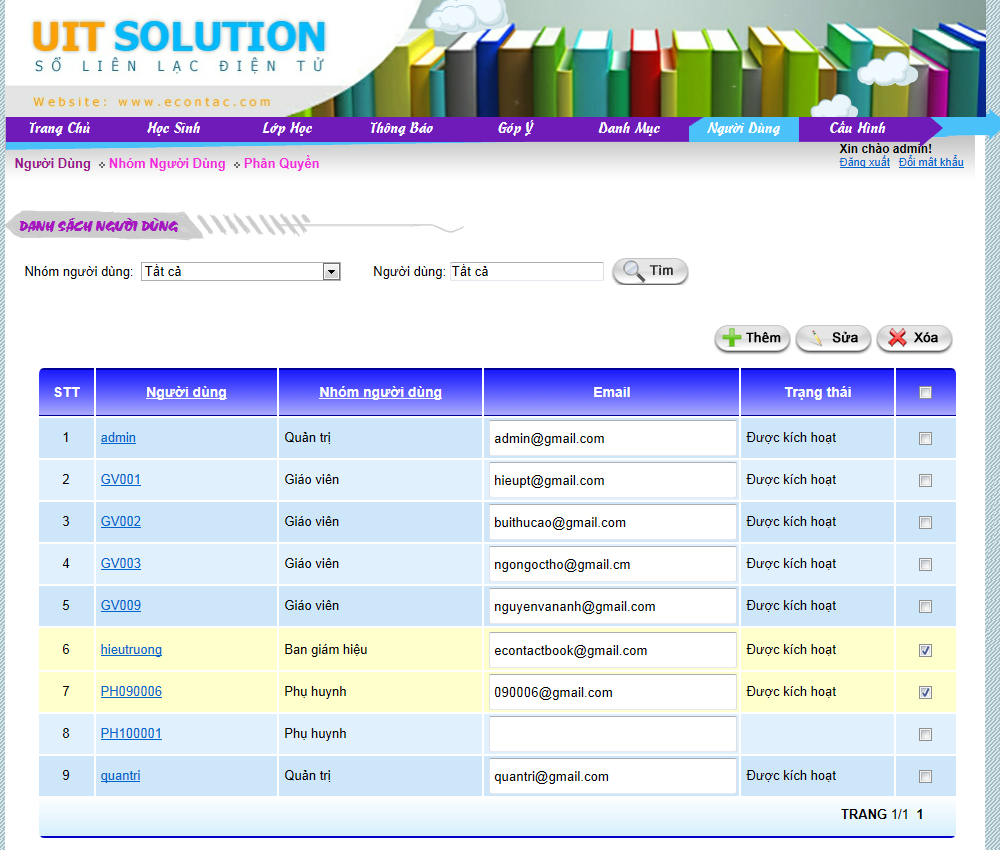 UIT SOLUTION
SỔ LIÊN LẠC ĐIỆN TỬ
Website: www.econtac.com
Trang Chủ Học Sinh Lớp Học Thông Báo Góp Ý Danh Mục Người Dùng Cấu Hình
Xin chào admin!
Người Dùng Nhóm Người Dùng Phân Quyền
Đăng xuất Đổi mật khẩu
DANH SÁCH NGƯỜI DÙNG
Nhóm người dùng: Tất cả Người dùng: Tất cả Tìm
Thêm Sửa Xóa
STT Người dùng Nhóm người dùng Email Trạng thái
1 admin Quản trị admin@gmail.com Được kích hoạt
2 GV001 Giáo viên hieupt@gmail.com Được kích hoạt
3 GV002 Giáo viên buithucao@gmail.com Được kích hoạt
4 GV003 Giáo viên ngongoctho@gmail.cm Được kích hoạt
5 GV009 Giáo viên nguyenvananh@gmail.com Được kích hoạt
6 hieutruong Ban giám hiệu econtactbook@gmail.com Được kích hoạt
7 PH090006 Phụ huynh 090006@gmail.com Được kích hoạt
8 PH100001 Phụ huynh
9 quantri Quản trị quantri@gmail.com Được kích hoạt
TRANG 1/1 1